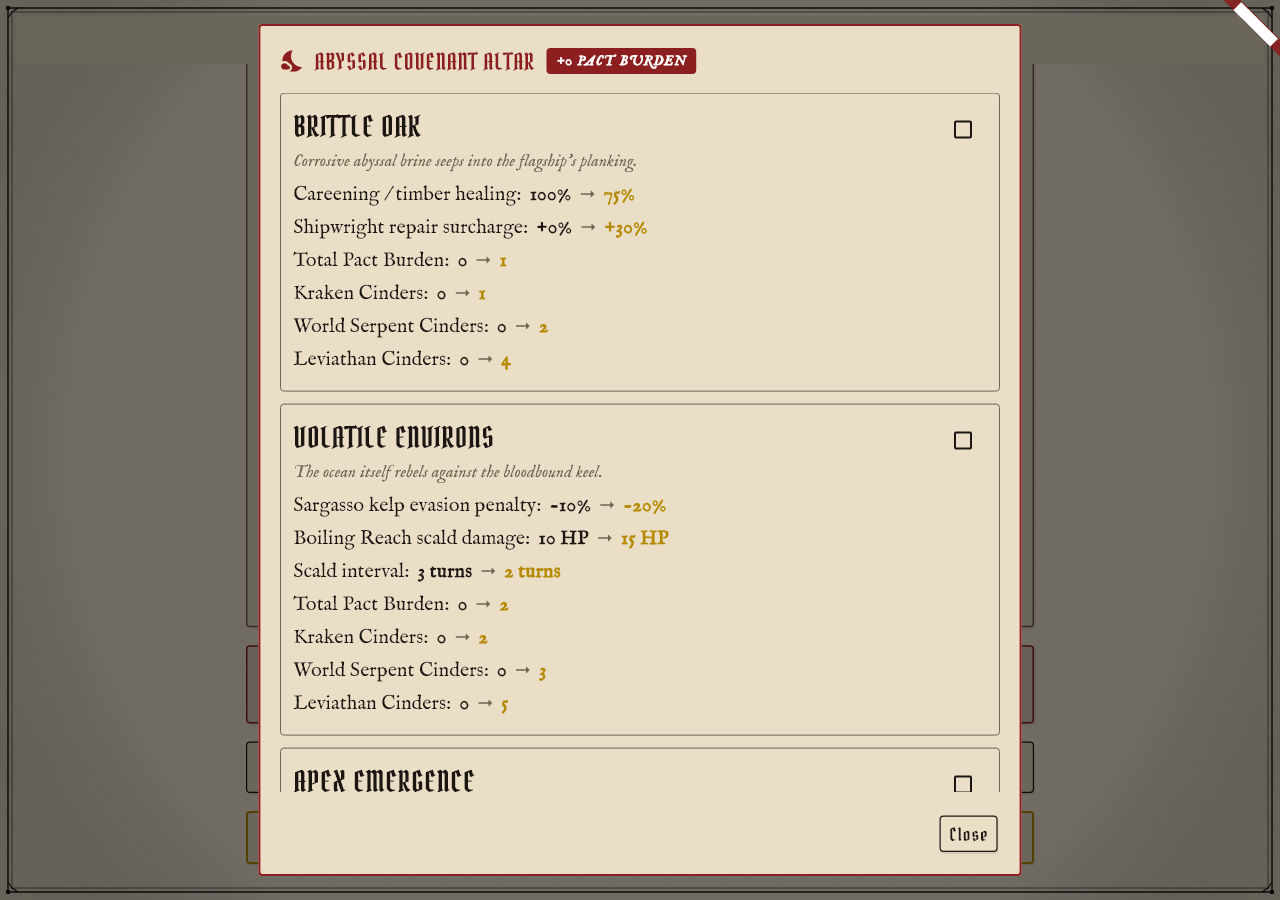 ABYSSAL COVENANT ALTAR +0 PACT BURDEN
BRITTLE OAK
Corrosive abyssal brine seeps into the flagship's planking.
Careening / timber healing: 100% → 75%
Shipwright repair surcharge: +0% → +30%
Total Pact Burden: 0 → 1
Kraken Cinders: 0 → 1
World Serpent Cinders: 0 → 2
Leviathan Cinders: 0 → 4
VOLATILE ENVIRONS
The ocean itself rebels against the bloodbound keel.
Sargasso kelp evasion penalty: -10% → -20%
Boiling Reach scald damage: 10 HP → 15 HP
Scald interval: 3 turns → 2 turns
Total Pact Burden: 0 → 2
Kraken Cinders: 0 → 2
World Serpent Cinders: 0 → 3
Leviathan Cinders: 0 → 5
APEX EMERGENCE
Close